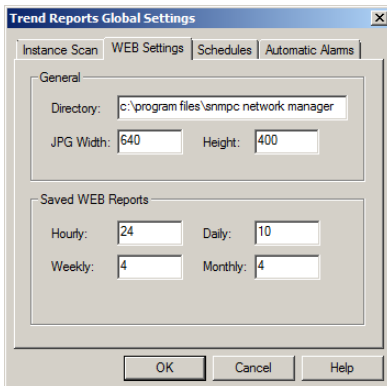 Trend Reports Global Settings
Instance Scan WEB Settings Schedules Automatic Alarms
General
Directory: c:\program files\snmpc network manager
JPG Width: 640 Height: 400
Saved WEB Reports
Hourly: 24 Daily: 10
Weekly: 4 Monthly: 4
OK Cancel Help